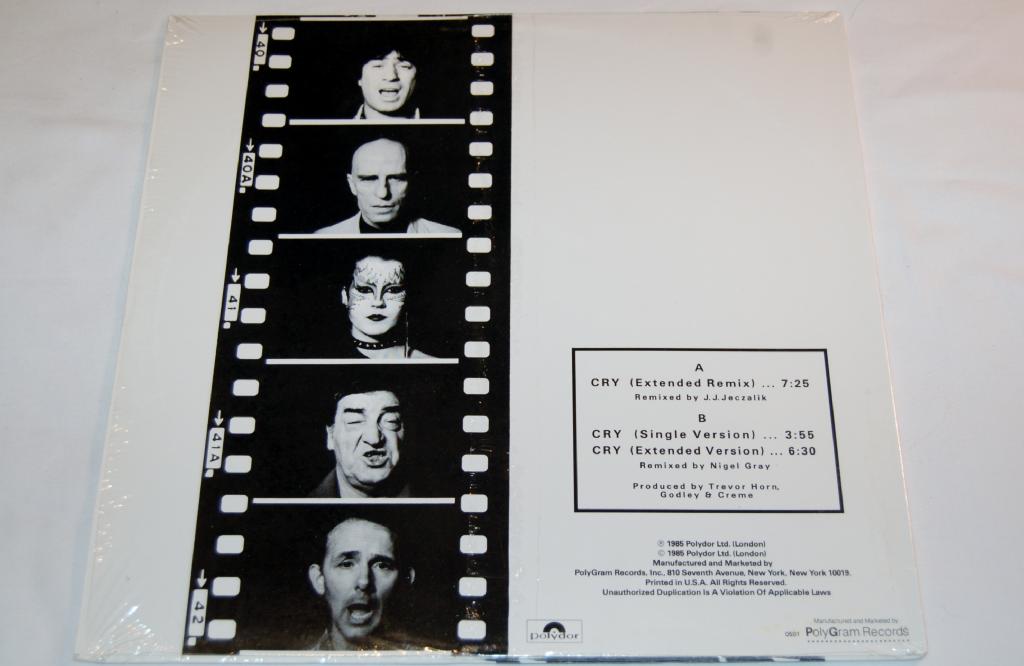 40
40A
41
41A
42
A
CRY (Extended Remix) ... 7:25
Remixed by J.J.Jeczalik
B
CRY (Single Version) ... 3:55
CRY (Extended Version) ... 6:30
Remixed by Nigel Gray
Produced by Trevor Horn,
Godley & Creme
℗ 1985 Polydor Ltd. (London)
© 1985 Polydor Ltd. (London)
Manufactured and Marketed by
PolyGram Records, Inc., 810 Seventh Avenue, New York, New York 10019.
Printed in U.S.A. All Rights Reserved.
Unauthorized Duplication Is A Violation Of Applicable Laws
polydor
Manufactured and Marketed by
0591 PolyGram Records